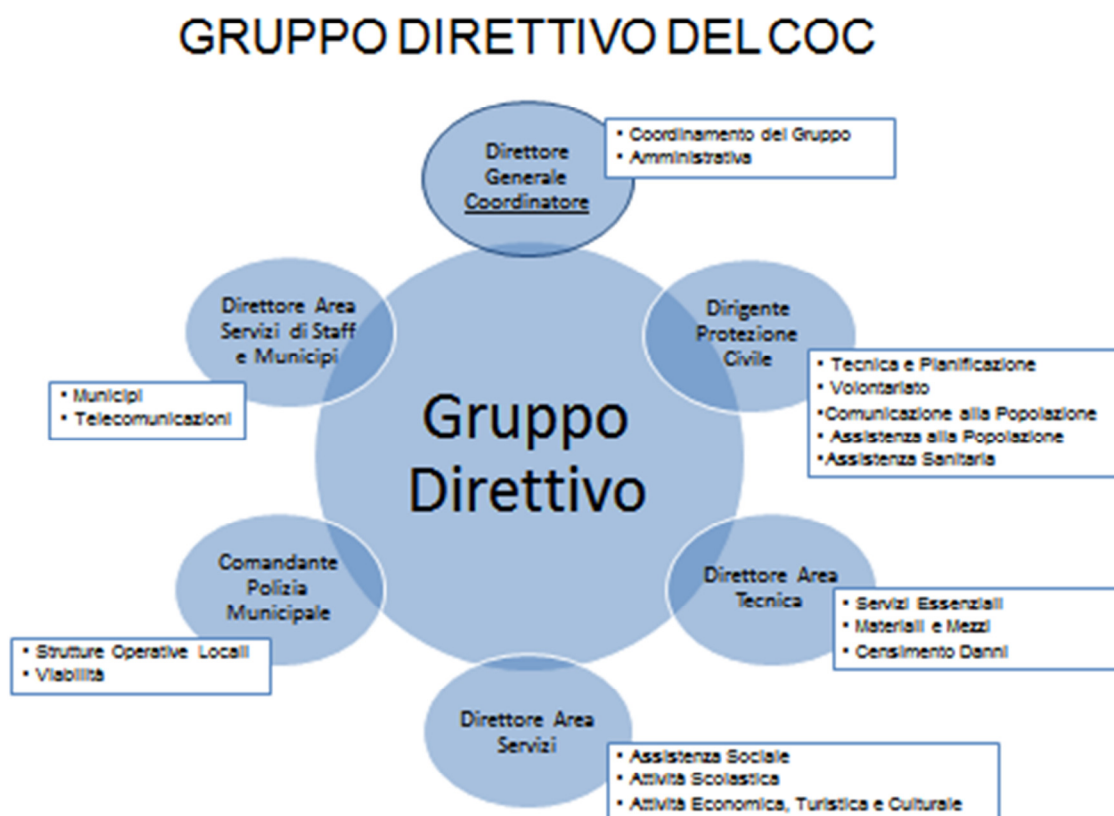 GRUPPO DIRETTIVO DEL COC
Direttore
Generale
Coordinatore
• Coordinamento del Gruppo
• Amministrativa
Dirigente
Protezione
Civile
• Tecnica e Pianificazione
• Volontariato
•Comunicazione alla Popolazione
• Assistenza alla Popolazione
•Assistenza Sanitaria
Direttore Area
Tecnica
• Servizi Essenziali
• Materiali e Mezzi
• Censimento Danni
Direttore Area
Servizi
• Assistenza Sociale
• Attività Scolastica
• Attività Economica, Turistica e Culturale
Comandante
Polizia
Municipale
• Strutture Operative Locali
• Viabilità
Direttore Area
Servizi di Staff
e Municipi
• Municipi
• Telecomunicazioni
Gruppo
Direttivo